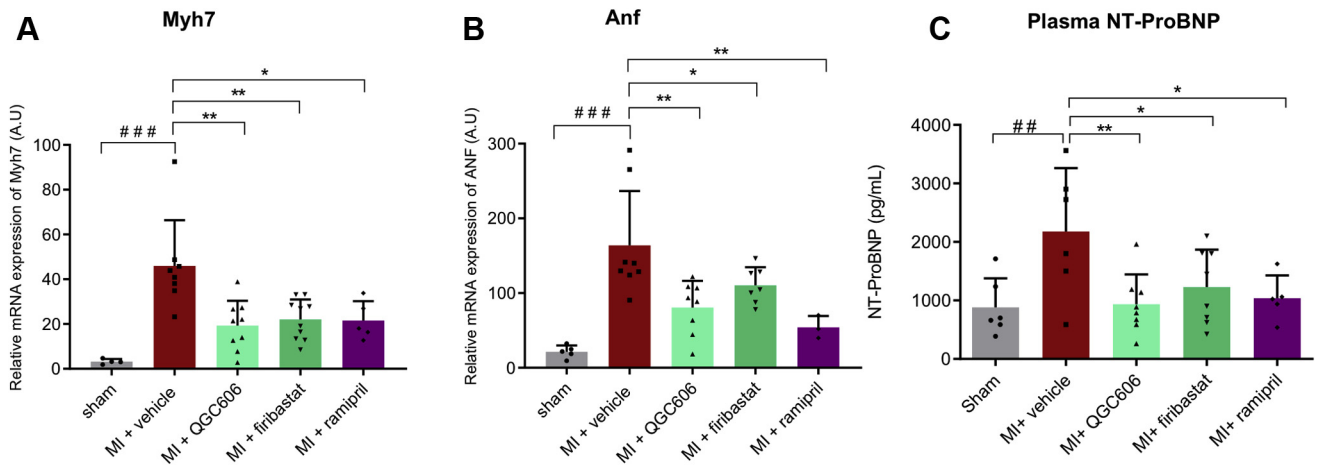 A
Myh7
Relative mRNA expression of Myh7 (A.U)
100
80
60
40
20
0
# # #
**
**
*
sham
MI + vehicle
MI + QGC606
MI + firibastat
MI + ramipril
B
Anf
Relative mRNA expression of ANF (A.U)
300
200
100
0
# # #
**
*
**
sham
MI + vehicle
MI + QGC606
MI + firibastat
MI + ramipril
C
Plasma NT-ProBNP
NT-ProBNP (pg/mL)
4000
3000
2000
1000
0
##
**
*
*
Sham
MI+ vehicle
MI+ QGC606
MI+ firibastat
MI+ ramipril